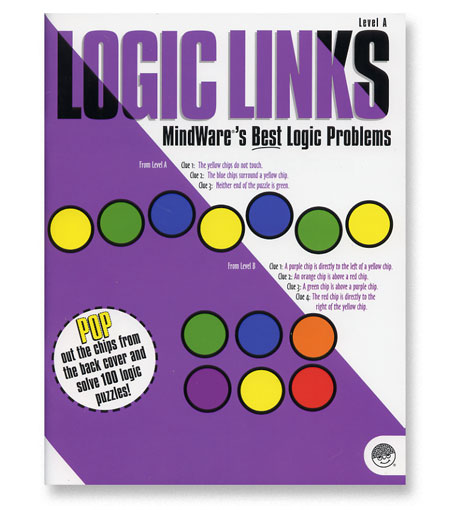 Level A
LOGIC LINKS
MindWare®'s Best Logic Problems
From Level A
Clue 1: The yellow chips do not touch.
Clue 2: The blue chips surround a yellow chip.
Clue 3: Neither end of the puzzle is green.
From Level B
Clue 1: A purple chip is directly to the left of a yellow chip.
Clue 2: An orange chip is above a red chip.
Clue 3: A green chip is above a purple chip.
Clue 4: The red chip is directly to the
right of the yellow chip.
POP
out the chips from
the back cover and
solve 100 logic
puzzles!